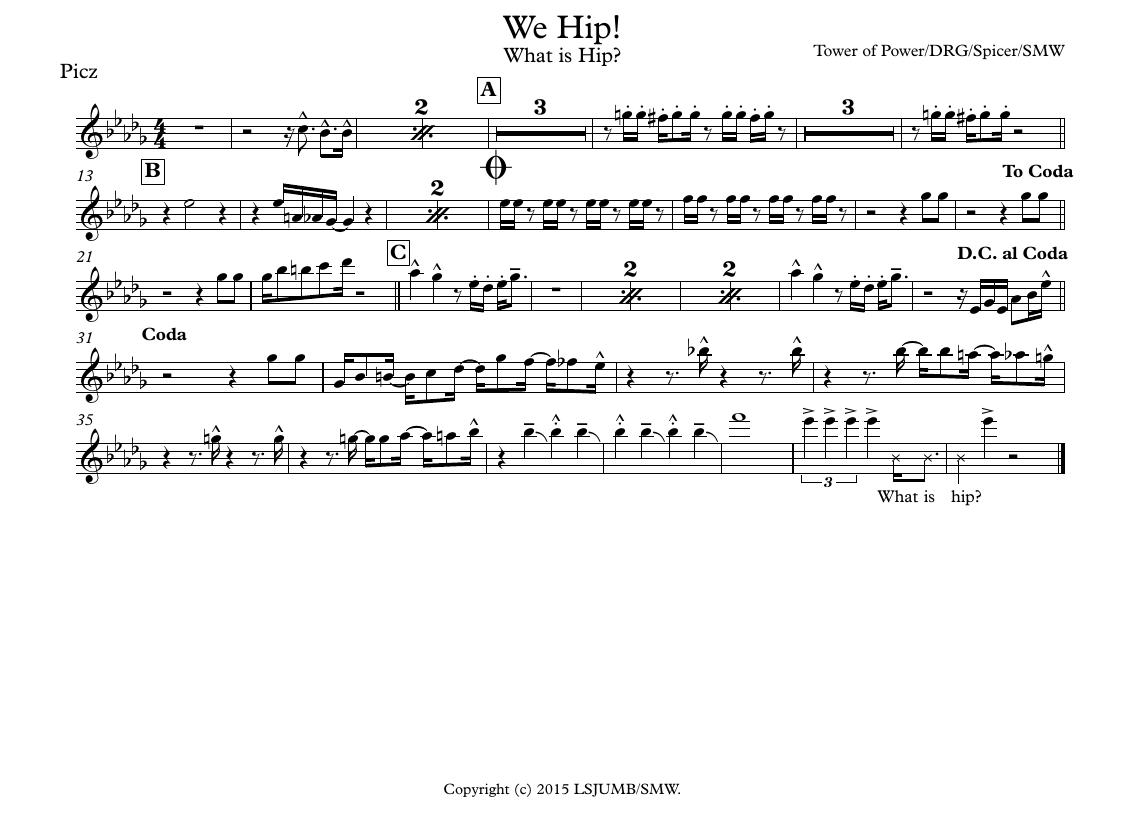 We Hip!
What is Hip?
Tower of Power/DRG/Spicer/SMW
Picz
A
2 3 3
13 B To Coda
2
21 C D.C. al Coda
2 2
31 Coda
35
3
What is hip?
Copyright (c) 2015 LSJUMB/SMW.